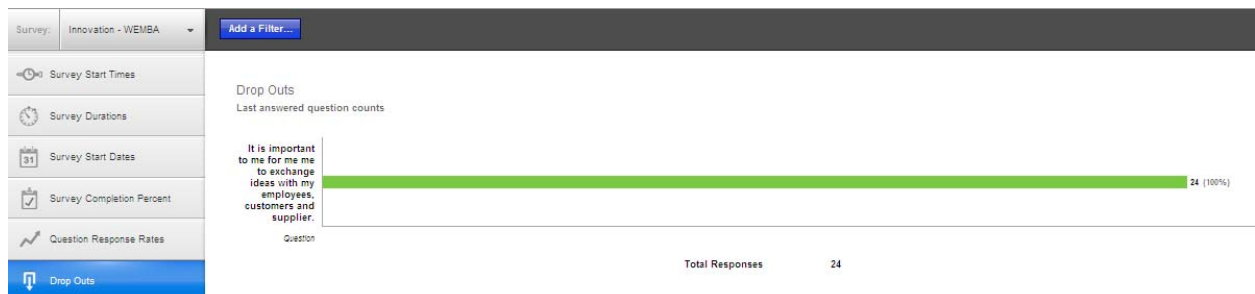 Survey: Innovation - WEMBA
Add a Filter...
Survey Start Times
Survey Durations
31 Survey Start Dates
Survey Completion Percent
Question Response Rates
Drop Outs
Drop Outs
Last answered question counts
It is important
to me for me me
to exchange
ideas with my
employees,
customers and
supplier.
24 (100%)
Question
Total Responses 24